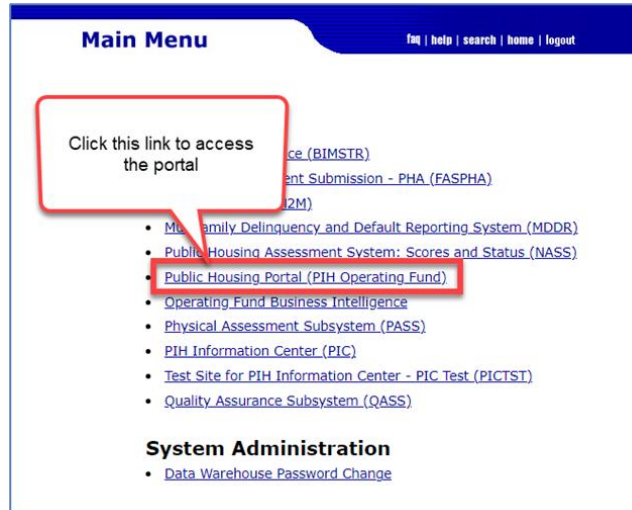 Main Menu
faq | help | search | home | logout
Click this link to access
the portal
ce (BIMSTR)
ent Submission - PHA (FASPHA)
2M)
Family Delinquency and Default Reporting System (MDDR)
Public Housing Assessment System: Scores and Status (NASS)
Public Housing Portal (PIH Operating Fund)
Operating Fund Business Intelligence
Physical Assessment Subsystem (PASS)
PIH Information Center (PIC)
Test Site for PIH Information Center - PIC Test (PICTST)
Quality Assurance Subsystem (QASS)
System Administration
Data Warehouse Password Change